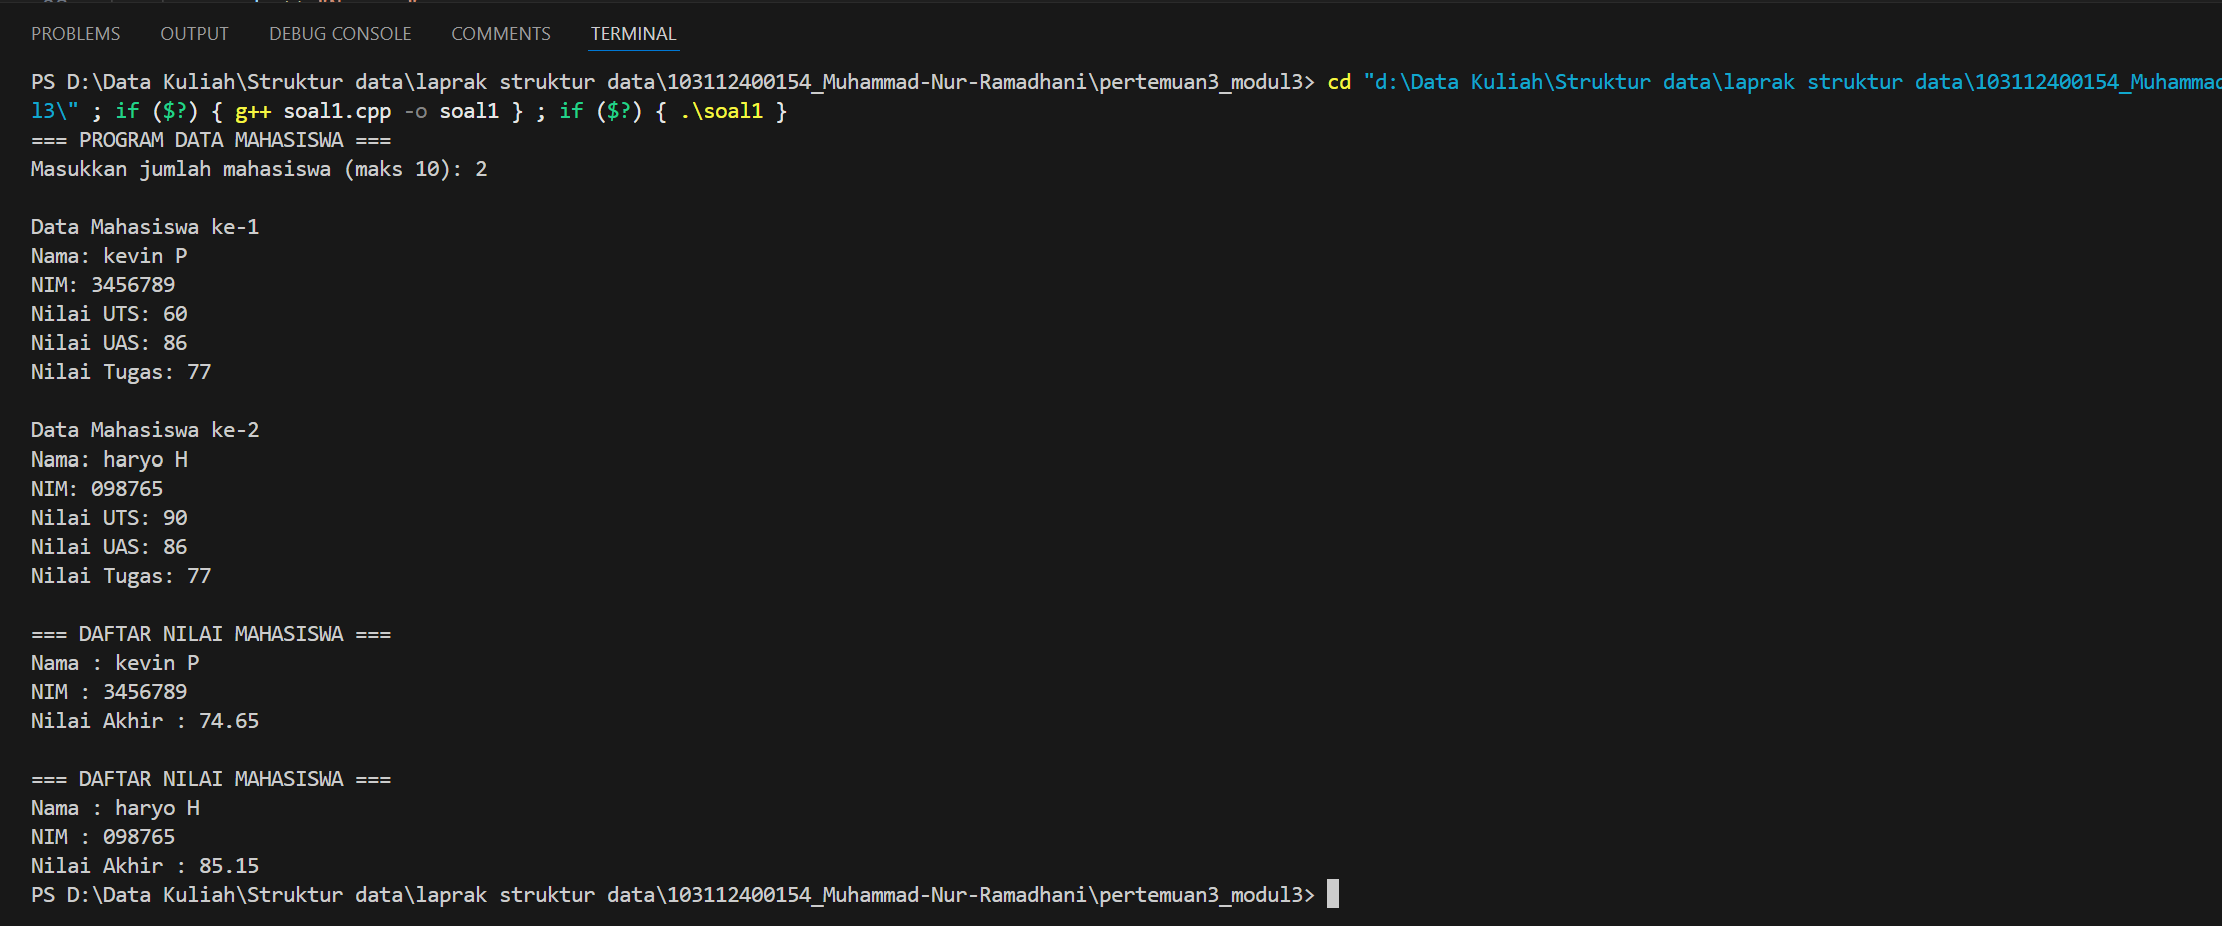 PROBLEMS OUTPUT DEBUG CONSOLE COMMENTS TERMINAL
PS D:\Data Kuliah\Struktur data\laprak struktur data\103112400154_Muhammad-Nur-Ramadhani\pertemuan3_modul3> cd "d:\Data Kuliah\Struktur data\laprak struktur data\103112400154_Muhammad
l3\" ; if ($?) { g++ soal1.cpp -o soal1 } ; if ($?) { .\soal1 }
=== PROGRAM DATA MAHASISWA ===
Masukkan jumlah mahasiswa (maks 10): 2
Data Mahasiswa ke-1
Nama: kevin P
NIM: 3456789
Nilai UTS: 60
Nilai UAS: 86
Nilai Tugas: 77
Data Mahasiswa ke-2
Nama: haryo H
NIM: 098765
Nilai UTS: 90
Nilai UAS: 86
Nilai Tugas: 77
=== DAFTAR NILAI MAHASISWA ===
Nama : kevin P
NIM : 3456789
Nilai Akhir : 74.65
=== DAFTAR NILAI MAHASISWA ===
Nama : haryo H
NIM : 098765
Nilai Akhir : 85.15
PS D:\Data Kuliah\Struktur data\laprak struktur data\103112400154_Muhammad-Nur-Ramadhani\pertemuan3_modul3>